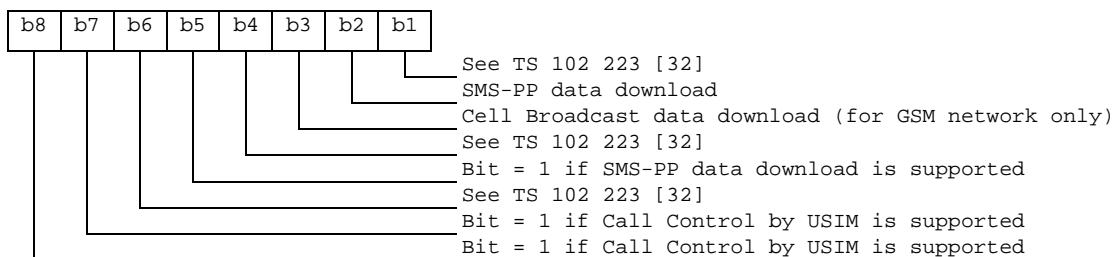 b8 b7 b6 b5 b4 b3 b2 b1
See TS 102 223 [32]
SMS-PP data download
Cell Broadcast data download (for GSM network only)
See TS 102 223 [32]
Bit = 1 if SMS-PP data download is supported
See TS 102 223 [32]
Bit = 1 if Call Control by USIM is supported
Bit = 1 if Call Control by USIM is supported